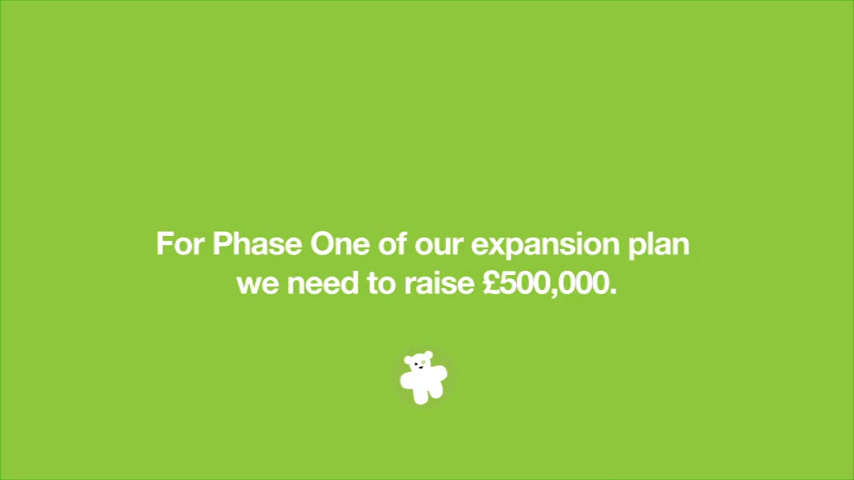 For Phase One of our expansion plan
we need to raise £500,000.